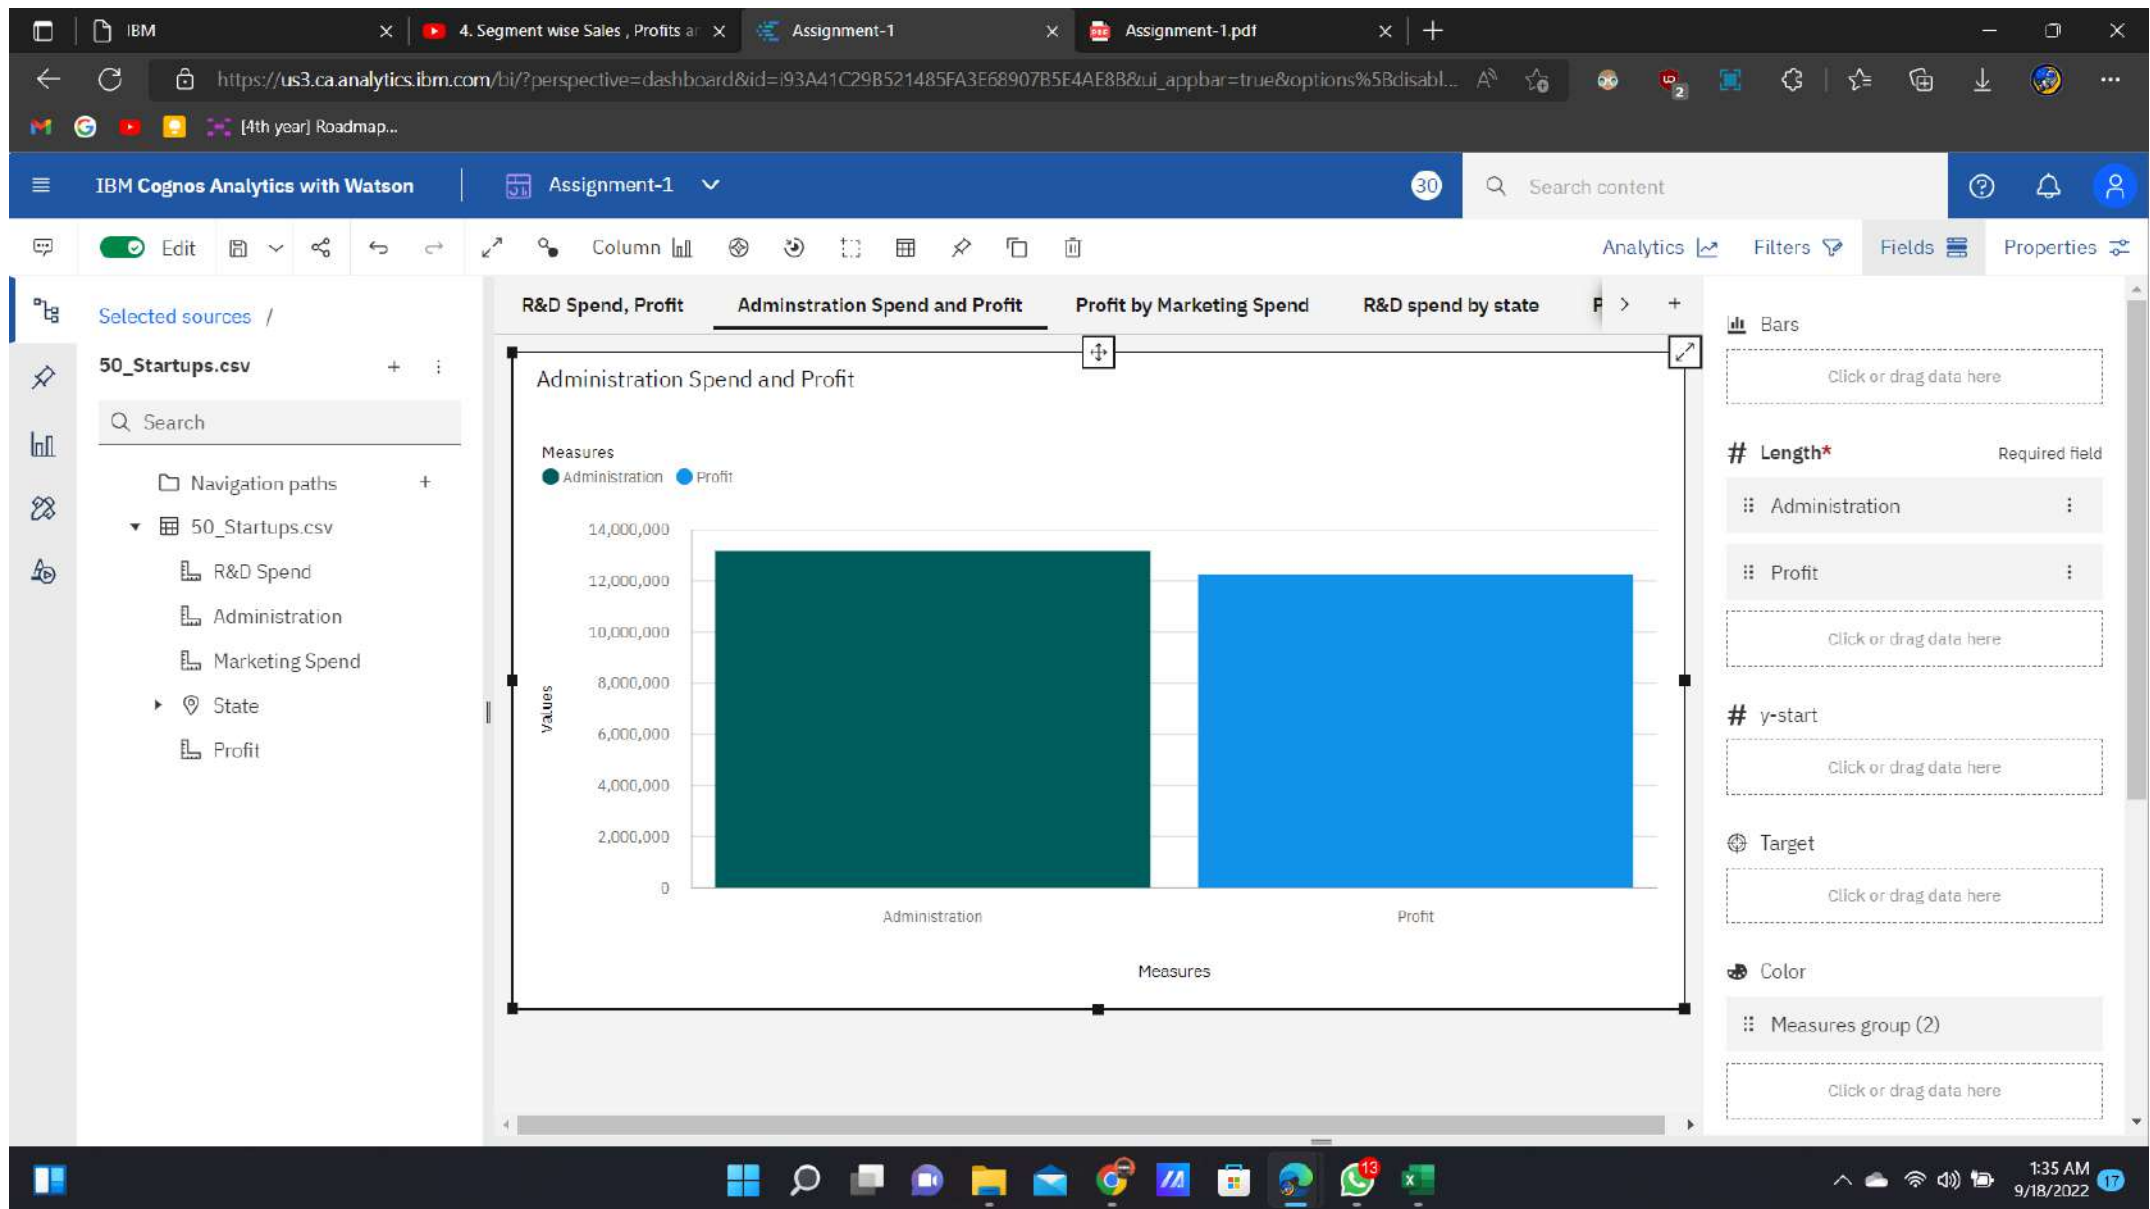 IBM
4. Segment wise Sales , Profits ar
Assignment-1
Assignment-1.pdf
https://us3.ca.analytics.ibm.com/bi/?perspective=dashboard&id=i93A41C29B521485FA3E68907B5E4AE8B&ui_appbar=true&options%5Bdisabl...
2
[4th year] Roadmap...
IBM Cognos Analytics with Watson
Assignment-1
30
Search content
Edit
Column
Analytics
Filters
Fields
Properties
Selected sources /
50_Startups.csv
Search
Navigation paths
50_Startups.csv
R&D Spend
Administration
Marketing Spend
State
Profit
R&D Spend, Profit
Adminstration Spend and Profit
Profit by Marketing Spend
R&D spend by state
Administration Spend and Profit
Measures
Administration Profit
14,000,000
12,000,000
10,000,000
8,000,000
6,000,000
4,000,000
2,000,000
0
Values
Administration
Profit
Measures
Bars
Click or drag data here
# Length* Required field
Administration
Profit
Click or drag data here
# y-start
Click or drag data here
Target
Click or drag data here
Color
Measures group (2)
Click or drag data here
13
1:35 AM
9/18/2022
17